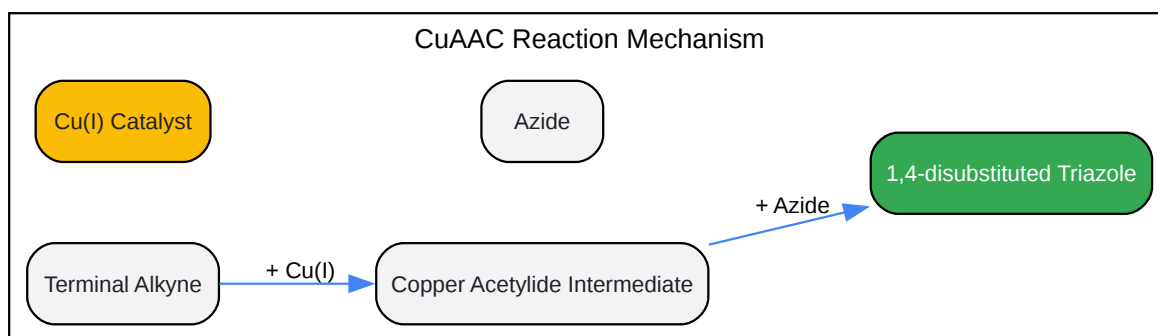 CuAAC Reaction Mechanism
Cu(I) Catalyst
Azide
1,4-disubstituted Triazole
+ Azide
Terminal Alkyne
+ Cu(I)
Copper Acetylide Intermediate